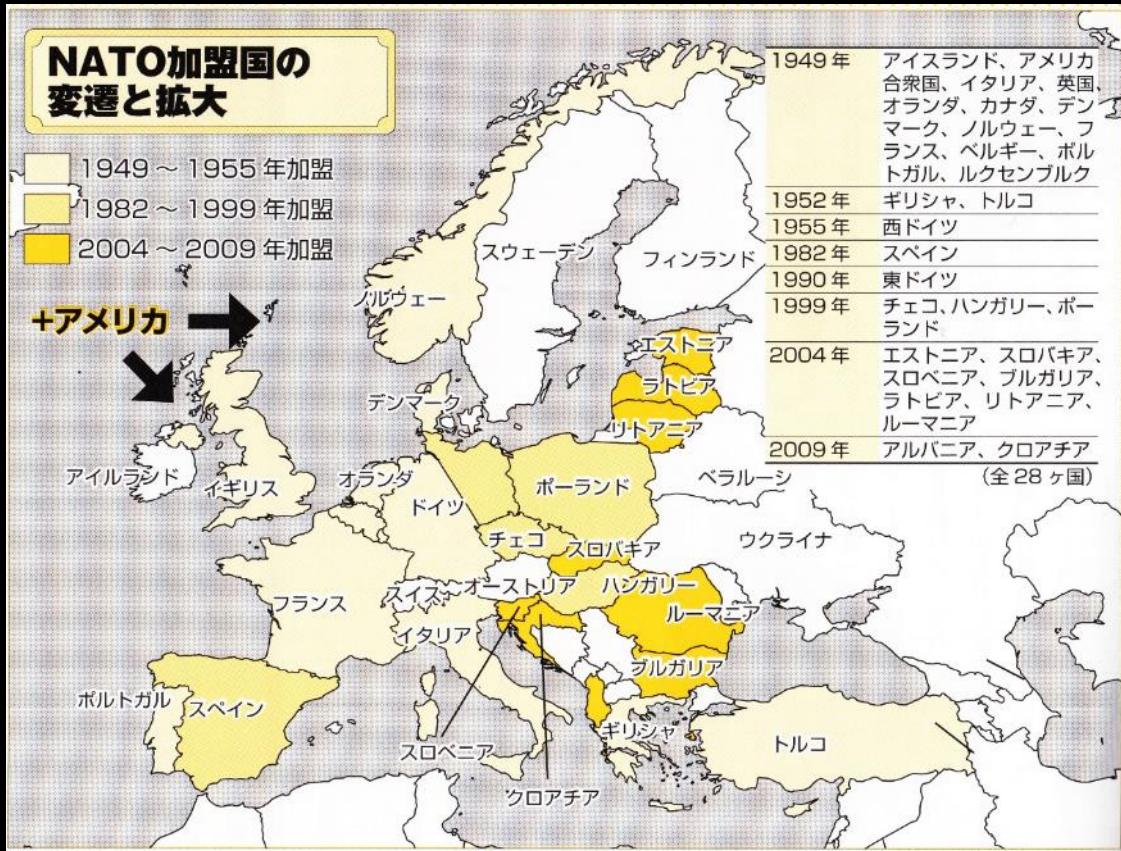 NATO加盟国の
変遷と拡大
1949～1955年加盟
1982～1999年加盟
2004～2009年加盟
+アメリカ
1949年 アイスランド、アメリカ
合衆国、イタリア、英国、
オランダ、カナダ、デン
マーク、ノルウェー、フ
ランス、ベルギー、ポル
トガル、ルクセンブルク
1952年 ギリシャ、トルコ
1955年 西ドイツ
1982年 スペイン
1990年 東ドイツ
1999年 チェコ、ハンガリー、ポー
ランド
2004年 エストニア、スロバキア、
スロベニア、ブルガリア、
ラトビア、リトアニア、
ルーマニア
2009年 アルバニア、クロアチア
(全28ヶ国)
スウェーデン
フィンランド
ノルウェー
エストニア
ラトビア
デンマーク
リトアニア
アイルランド
イギリス
オランダ
ドイツ
ポーランド
ベラルーシ
チェコ
スロバキア
ウクライナ
フランス
スイス
オーストリア
ハンガリー
ルーマニア
イタリア
ブルガリア
ポルトガル
スペイン
スロベニア
ギリシャ
トルコ
クロアチア